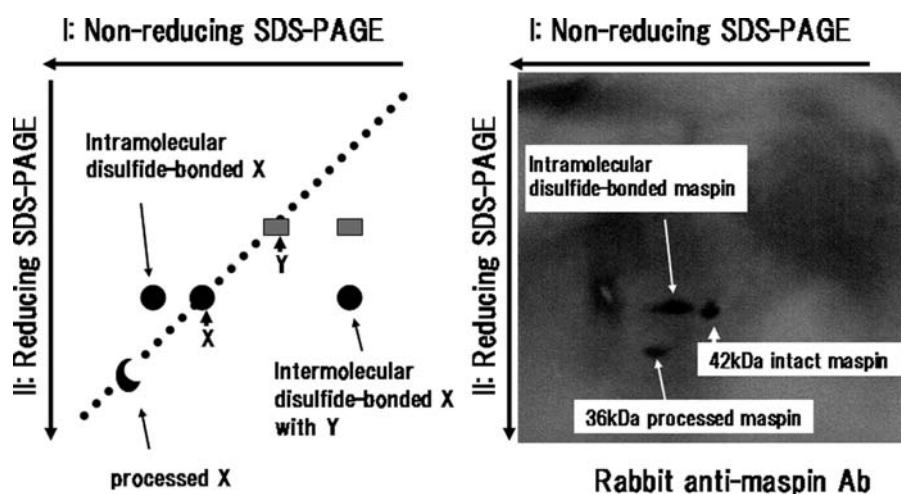 I: Non-reducing SDS-PAGE
II: Reducing SDS-PAGE
Intramolecular
disulfide-bonded X
Y
X
Intermolecular
disulfide-bonded X
with Y
processed X
I: Non-reducing SDS-PAGE
II: Reducing SDS-PAGE
Intramolecular
disulfide-bonded maspin
42kDa intact maspin
36kDa processed maspin
Rabbit anti-maspin Ab